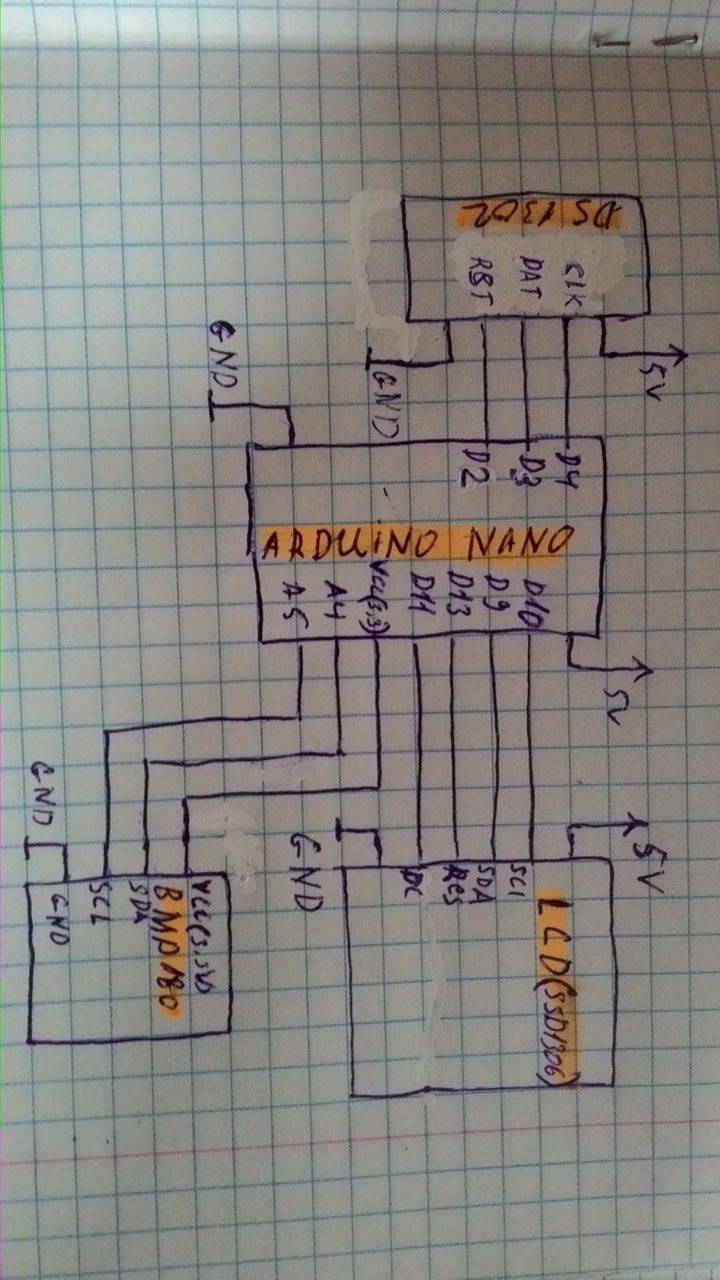 DS 1302
CLK
DAT
RST
5V
GND
GND
D4
D3
D2
ARDUiNO NANO
D10
D9
D13
D11
VCC(3,3)
A4
A5
5V
5V
GND
GND
SCl
SDA
RES
DC
LCD(SSD1306)
VCC(3,3V)
BMP180
SDA
SCL
GND